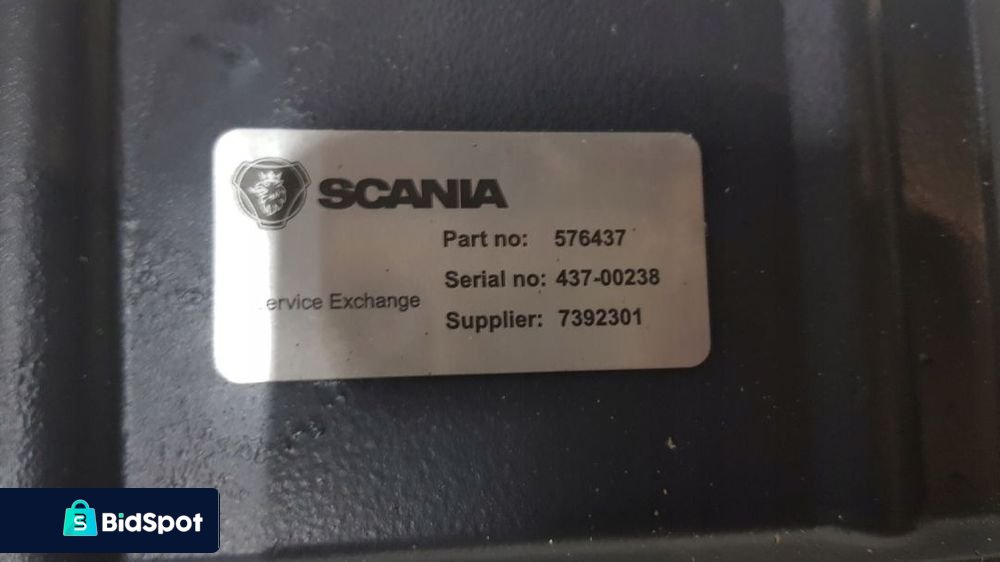 SCANIA
Part no: 576437
Serial no: 437-00238
ervice Exchange
Supplier: 7392301
BidSpot